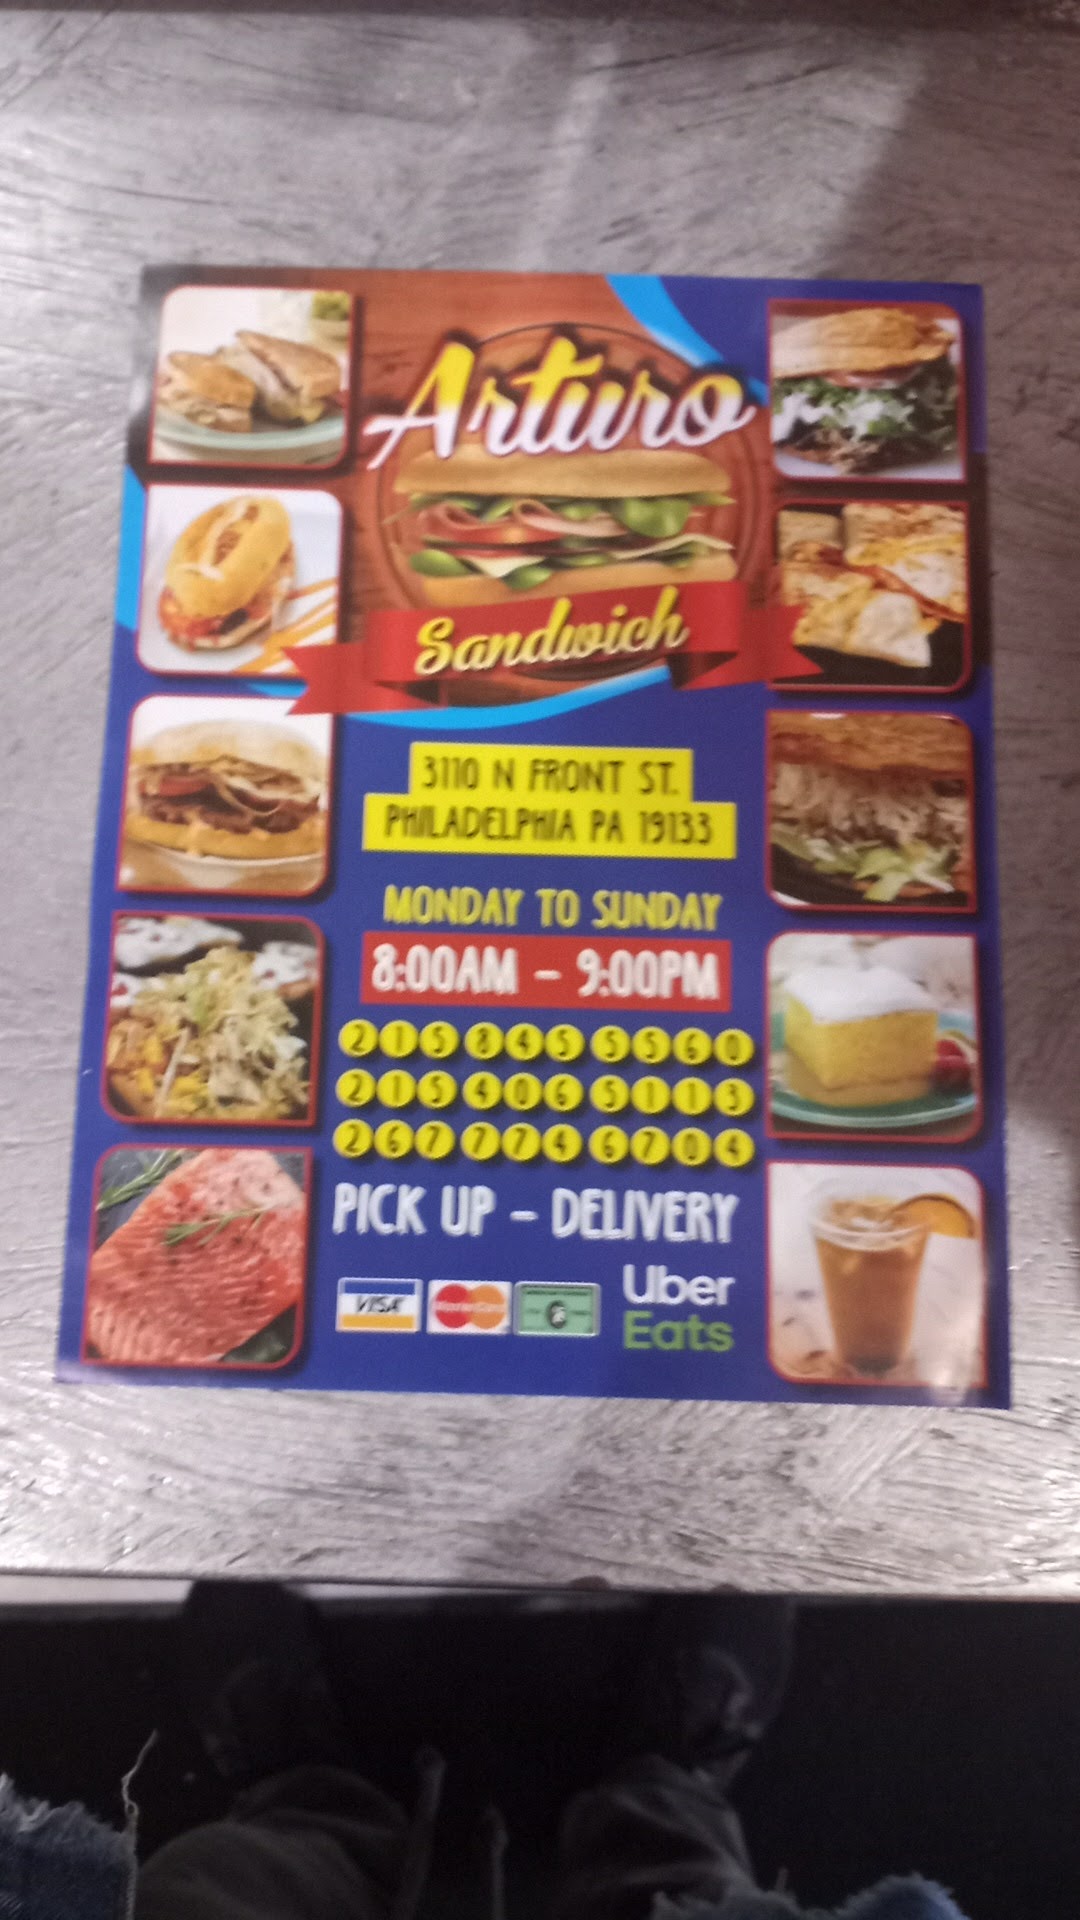 Arturo
Sandwich
3110 N FRONT ST.
PHILADELPHIA PA 19133
MONDAY TO SUNDAY
8:00AM - 9:00PM
215 845 5560
215 406 5113
267 774 6704
PICK UP - DELIVERY
VISA MasterCard
Uber
Eats